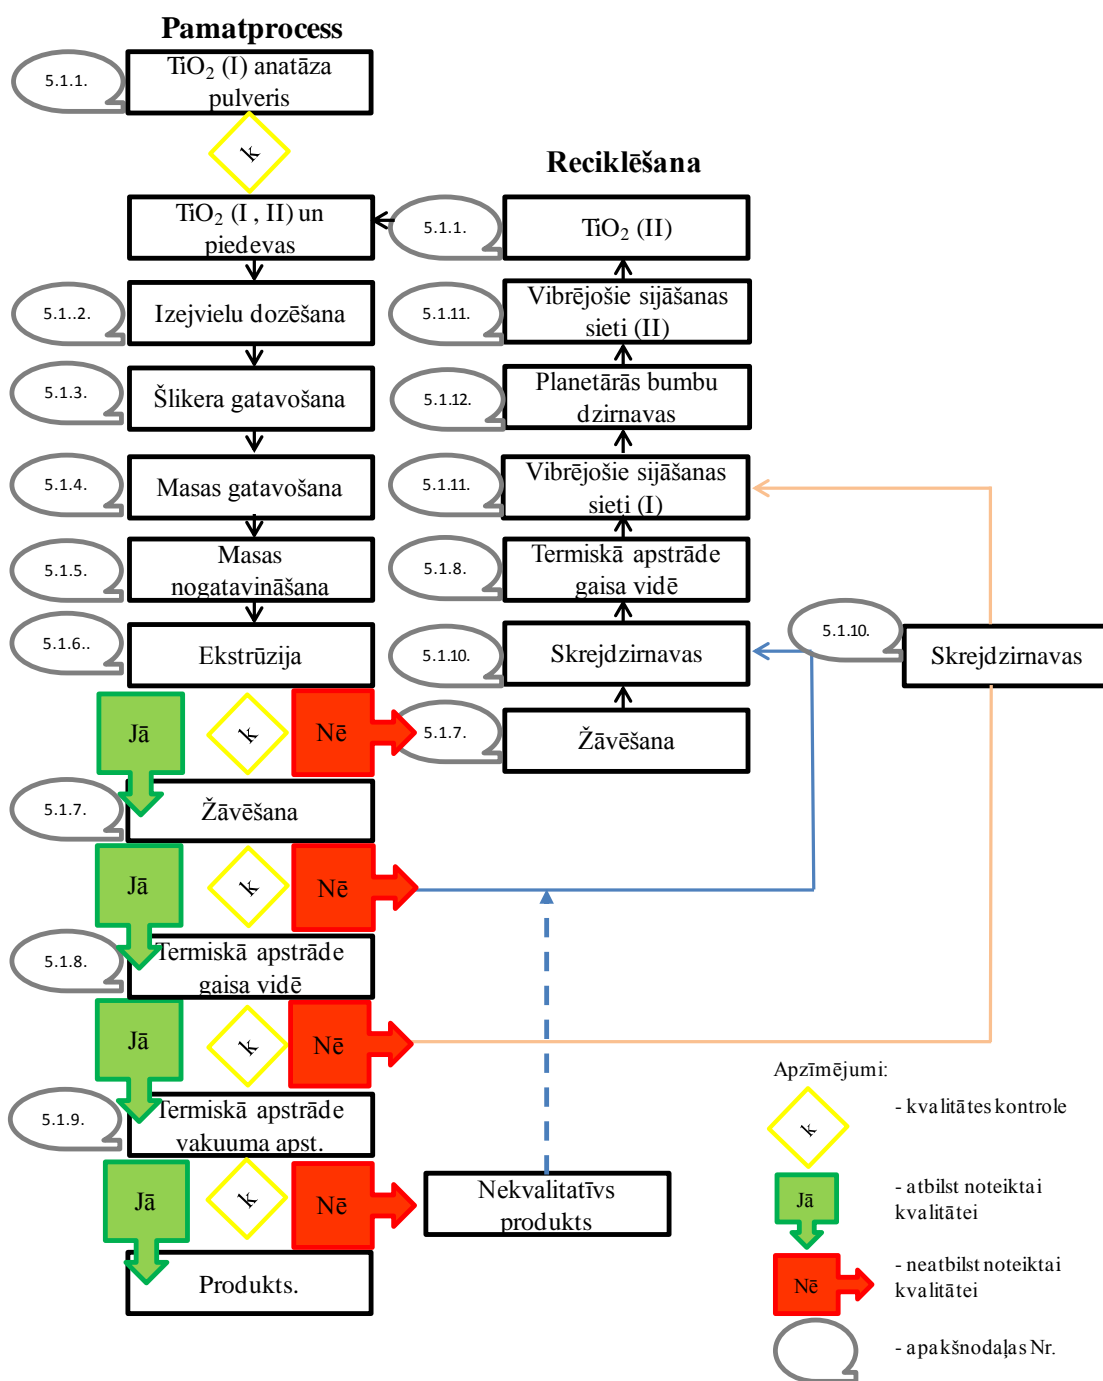 Pamatprocess
5.1.1.
TiO₂ (I) anatāza
pulveris
k
Reciklēšana
TiO₂ (I , II) un
piedevas
5.1.1.
TiO₂ (II)
5.1..2.
Izejvielu dozēšana
5.1.11.
Vibrējošie sijāšanas
sieti (II)
5.1.3.
Šlikera gatavošana
5.1.12.
Planetārās bumbu
dzirnavas
5.1.4.
Masas gatavošana
5.1.11.
Vibrējošie sijāšanas
sieti (I)
5.1.5.
Masas
nogatavināšana
5.1.8.
Termiskā apstrāde
gaisa vidē
5.1.6..
Ekstrūzija
5.1.10.
Skrejdzirnavas
5.1.10.
Skrejdzirnavas
Jā
k
Nē
5.1.7.
Žāvēšana
5.1.7.
Žāvēšana
Jā
k
Nē
5.1.8.
Termiskā apstrāde
gaisa vidē
Jā
k
Nē
5.1.9.
Termiskā apstrāde
vakuuma apst.
Jā
k
Nē
Nekvalitatīvs
produkts
Produkts.
Apzīmējumi:
k
- kvalitātes kontrole
Jā
- atbilst noteiktai
kvalitātei
Nē
- neatbilst noteiktai
kvalitātei
- apakšnodaļas Nr.